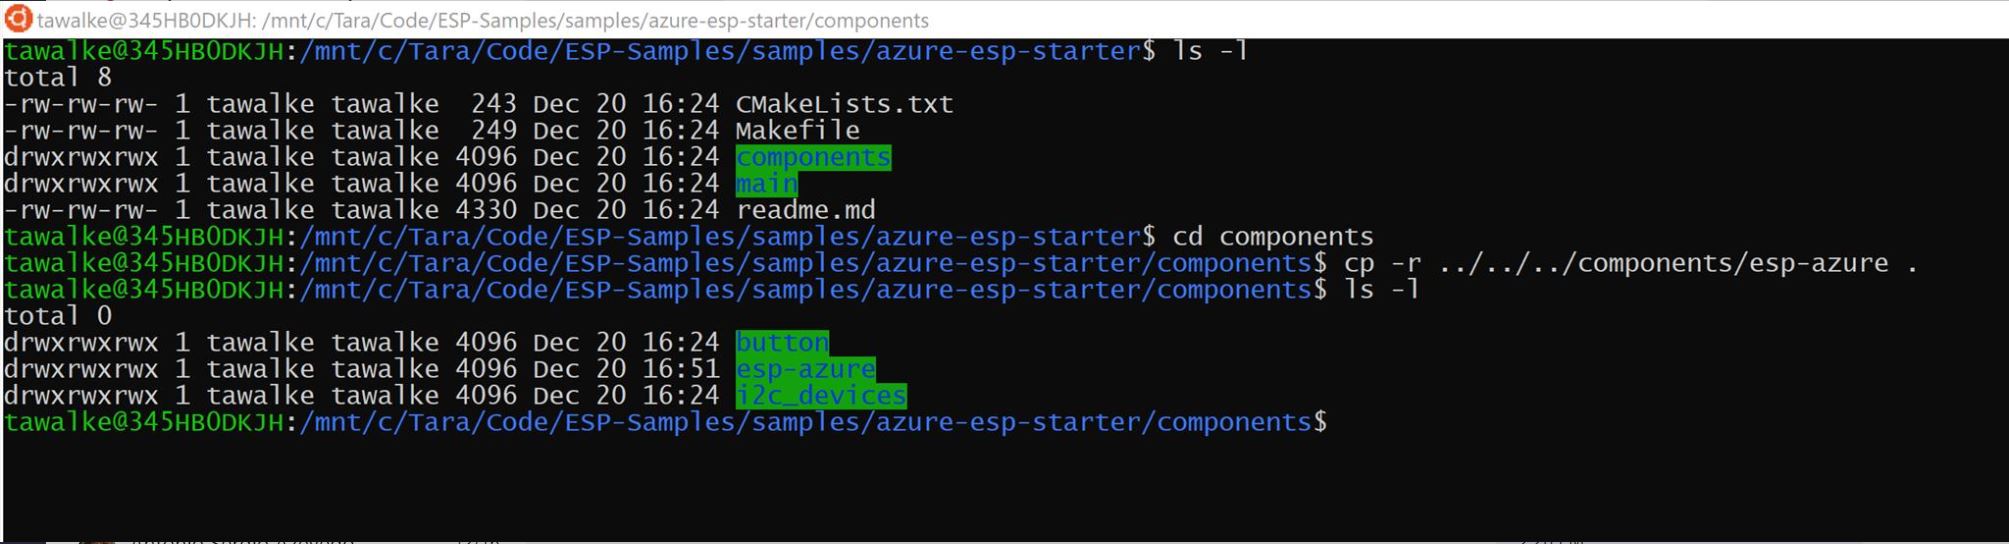 tawalke@345HB0DKJH: /mnt/c/Tara/Code/ESP-Samples/samples/azure-esp-starter/components
tawalke@345HB0DKJH:/mnt/c/Tara/Code/ESP-Samples/samples/azure-esp-starter$ ls -l
total 8
-rw-rw-rw- 1 tawalke tawalke  243 Dec 20 16:24 CMakeLists.txt
-rw-rw-rw- 1 tawalke tawalke  249 Dec 20 16:24 Makefile
drwxrwxrwx 1 tawalke tawalke 4096 Dec 20 16:24 components
drwxrwxrwx 1 tawalke tawalke 4096 Dec 20 16:24 main
-rw-rw-rw- 1 tawalke tawalke 4330 Dec 20 16:24 readme.md
tawalke@345HB0DKJH:/mnt/c/Tara/Code/ESP-Samples/samples/azure-esp-starter$ cd components
tawalke@345HB0DKJH:/mnt/c/Tara/Code/ESP-Samples/samples/azure-esp-starter/components$ cp -r ../../../components/esp-azure .
tawalke@345HB0DKJH:/mnt/c/Tara/Code/ESP-Samples/samples/azure-esp-starter/components$ ls -l
total 0
drwxrwxrwx 1 tawalke tawalke 4096 Dec 20 16:24 button
drwxrwxrwx 1 tawalke tawalke 4096 Dec 20 16:51 esp-azure
drwxrwxrwx 1 tawalke tawalke 4096 Dec 20 16:24 i2c_devices
tawalke@345HB0DKJH:/mnt/c/Tara/Code/ESP-Samples/samples/azure-esp-starter/components$